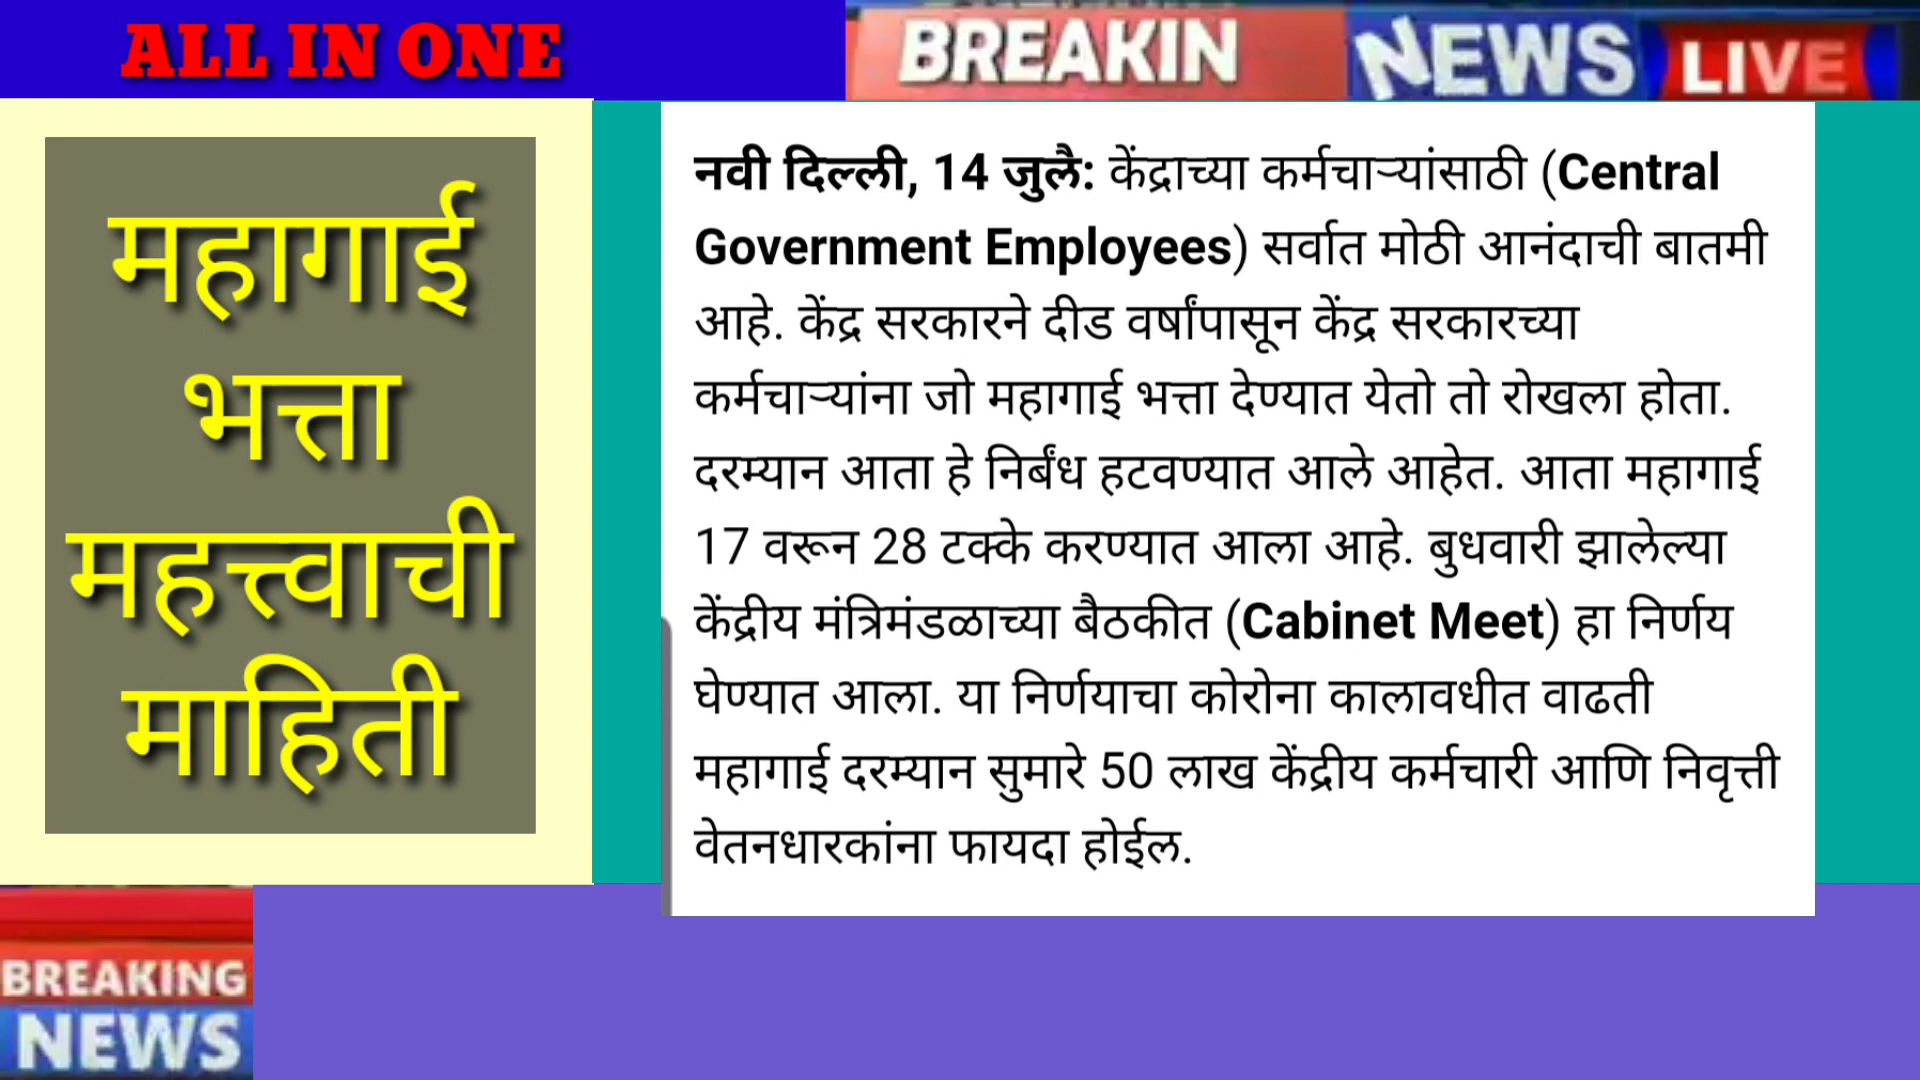 ALL IN ONE
BREAKIN NEWS LIVE
महागाई
भत्ता
महत्त्वाची
माहिती
नवी दिल्ली, 14 जुलै: केंद्राच्या कर्मचाऱ्यांसाठी (Central
Government Employees) सर्वात मोठी आनंदाची बातमी
आहे. केंद्र सरकारने दीड वर्षांपासून केंद्र सरकारच्या
कर्मचाऱ्यांना जो महागाई भत्ता देण्यात येतो तो रोखला होता.
दरम्यान आता हे निर्बंध हटवण्यात आले आहेत. आता महागाई
17 वरून 28 टक्के करण्यात आला आहे. बुधवारी झालेल्या
केंद्रीय मंत्रिमंडळाच्या बैठकीत (Cabinet Meet) हा निर्णय
घेण्यात आला. या निर्णयाचा कोरोना कालावधीत वाढती
महागाई दरम्यान सुमारे 50 लाख केंद्रीय कर्मचारी आणि निवृत्ती
वेतनधारकांना फायदा होईल.
BREAKING
NEWS